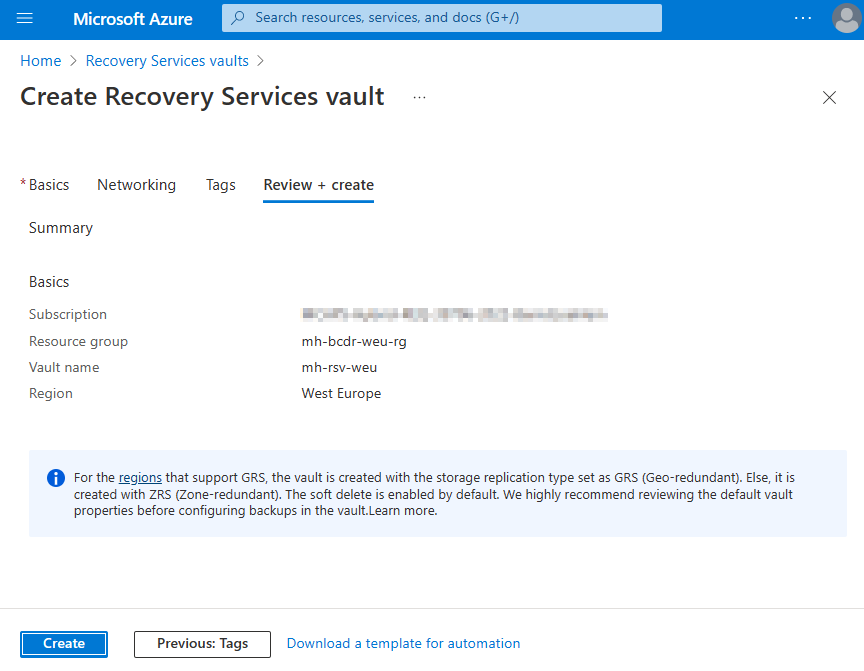 Microsoft Azure
Search resources, services, and docs (G+/)
...
Home > Recovery Services vaults >
Create Recovery Services vault ...
* Basics Networking Tags Review + create
Summary
Basics
Subscription
Resource group mh-bcdr-weu-rg
Vault name mh-rsv-weu
Region West Europe
For the regions that support GRS, the vault is created with the storage replication type set as GRS (Geo-redundant). Else, it is
created with ZRS (Zone-redundant). The soft delete is enabled by default. We highly recommend reviewing the default vault
properties before configuring backups in the vault.Learn more.
Create Previous: Tags Download a template for automation